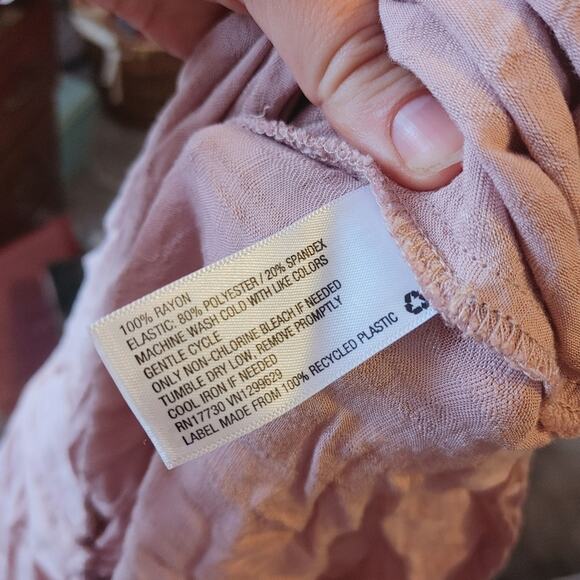 100% RAYON
ELASTIC: 80% POLYESTER / 20% SPANDEX
MACHINE WASH COLD WITH LIKE COLORS
GENTLE CYCLE
ONLY NON-CHLORINE BLEACH IF NEEDED
TUMBLE DRY LOW, REMOVE PROMPTLY
COOL IRON IF NEEDED
RN17730 VN1299629
LABEL MADE FROM 100% RECYCLED PLASTIC